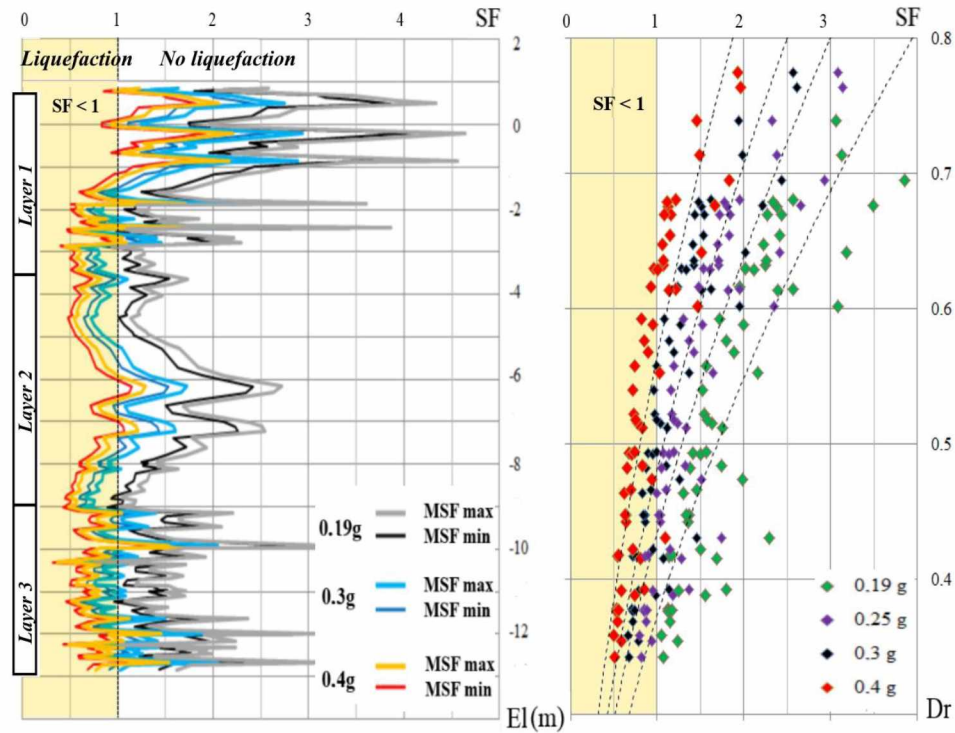 0 1 2 3 4 SF
Liquefaction No liquefaction
SF < 1
2
0
-2
-4
-6
-8
-10
-12
El (m)
Layer 1
Layer 2
Layer 3
0.19g
MSF max
MSF min
0.3g
MSF max
MSF min
0.4g
MSF max
MSF min
0 1 2 3 SF
SF < 1
0.8
0.7
0.6
0.5
0.4
Dr
0.19 g
0.25 g
0.3 g
0.4 g